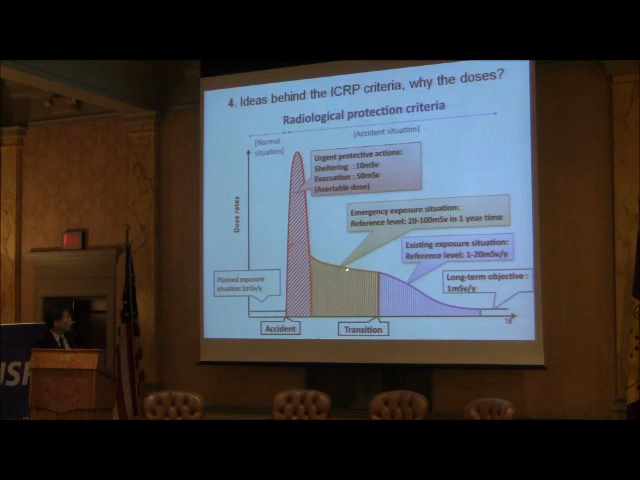 4. Ideas behind the ICRP criteria, why the doses?
Radiological protection criteria
[Normal
situation]
[Accident situation]
Urgent protective actions:
Sheltering :10mSv
Evacuation : 50mSv
(Avertable dose)
Dose rates
Emergency exposure situation:
Reference level: 20-100mSv in 1 year time
Existing exposure situation:
Reference level: 1-20mSv/y
Planned exposure
situation:1mSv/y
Long-term objective :
1mSv/y
Accident
Transition
18